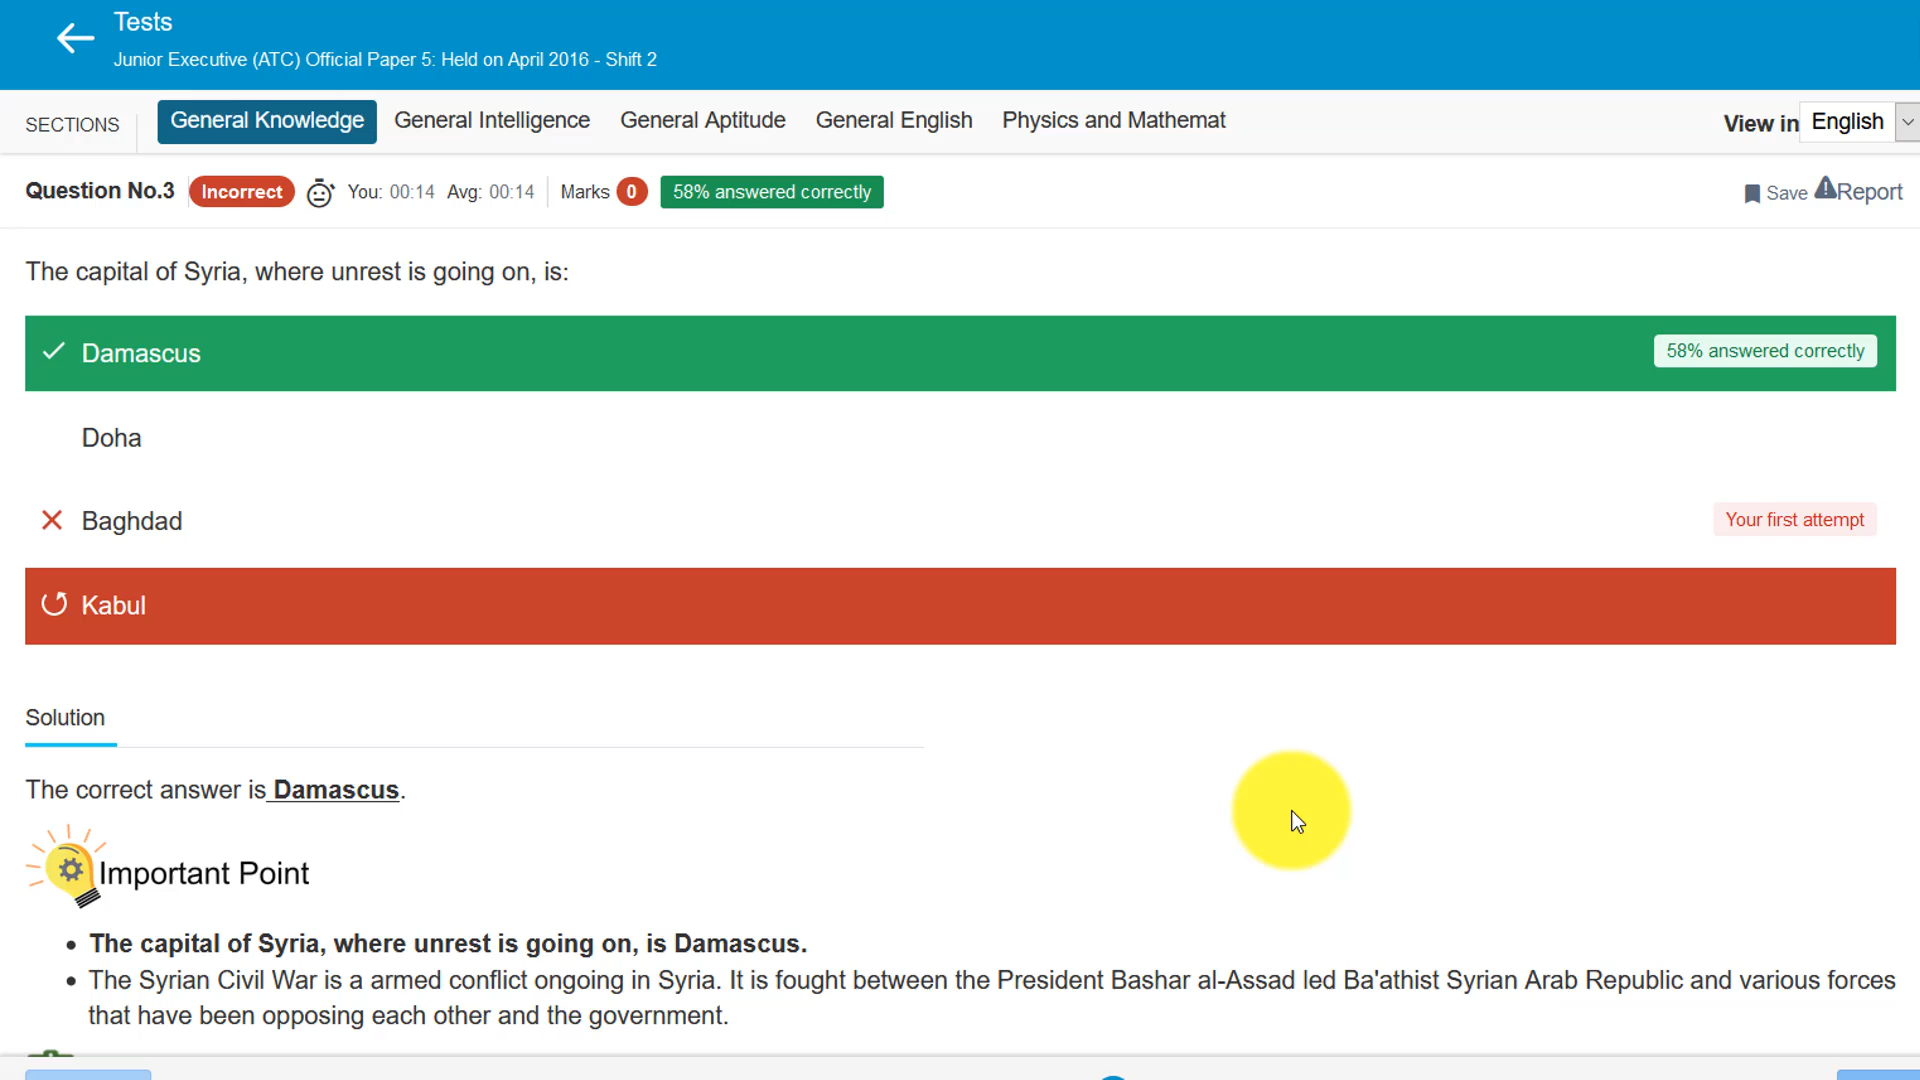 Tests
Junior Executive (ATC) Official Paper 5: Held on April 2016 - Shift 2
SECTIONS General Knowledge General Intelligence General Aptitude General English Physics and Mathemat View in English
Question No.3 Incorrect You: 00:14 Avg: 00:14 Marks 0 58% answered correctly Save Report
The capital of Syria, where unrest is going on, is:
Damascus 58% answered correctly
Doha
Baghdad Your first attempt
Kabul
Solution
The correct answer is Damascus.
Important Point
The capital of Syria, where unrest is going on, is Damascus.
The Syrian Civil War is a armed conflict ongoing in Syria. It is fought between the President Bashar al-Assad led Ba'athist Syrian Arab Republic and various forces
that have been opposing each other and the government.